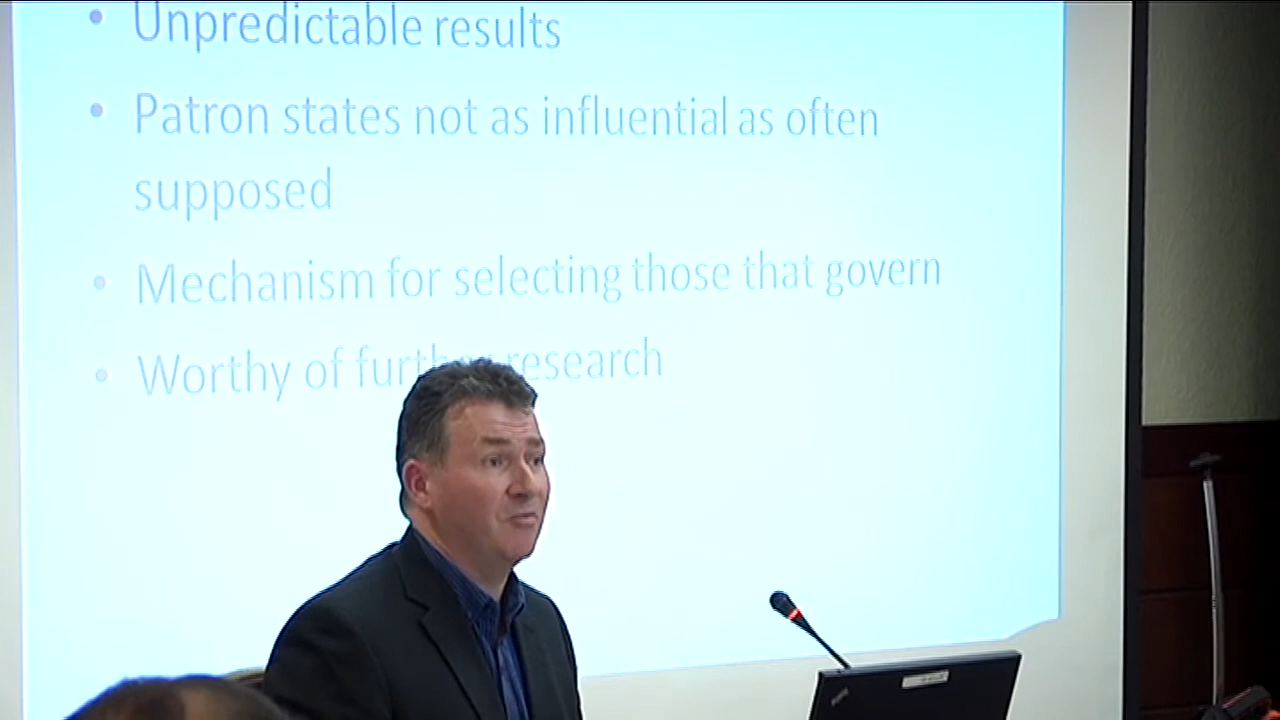 • Unpredictable results
• Patron states not as influential as often
supposed
• Mechanism for selecting those that govern
• Worthy of further research